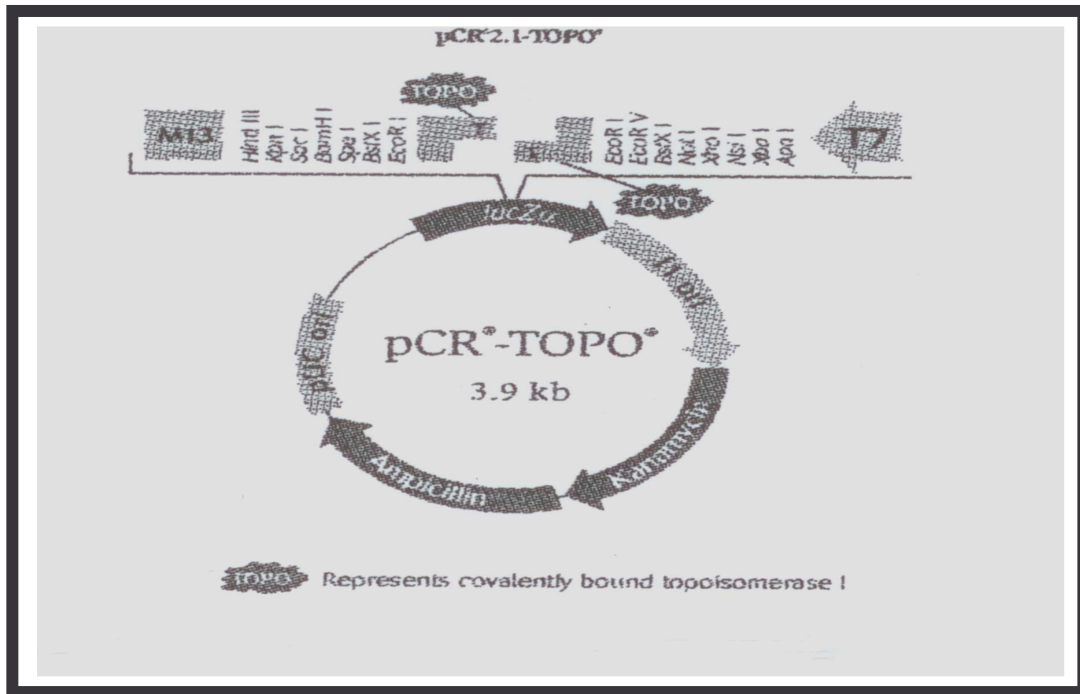 pCR®2.1-TOPO®
TOPO
M13 Hind III Kpn I Sac I BamH I Spe I BstX I EcoR I
EcoR I EcoR V BstX I Not I Xho I Nsi I Xba I Apa I T7
TOPO
lacZα
f1 ori
pUC ori
pCR®-TOPO®
3.9 kb
Kanamycin
Ampicillin
TOPO Represents covalently bound topoisomerase I